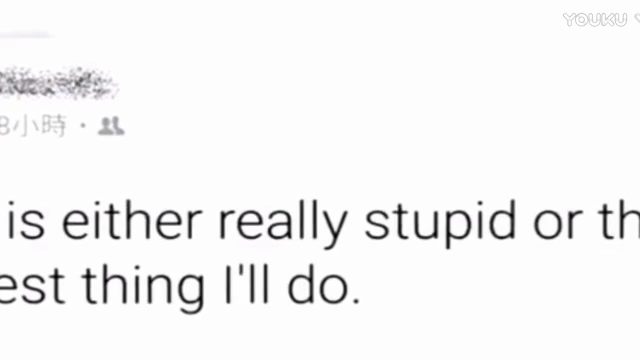 YOUKU
8小時
is either really stupid or th
est thing I'll do.